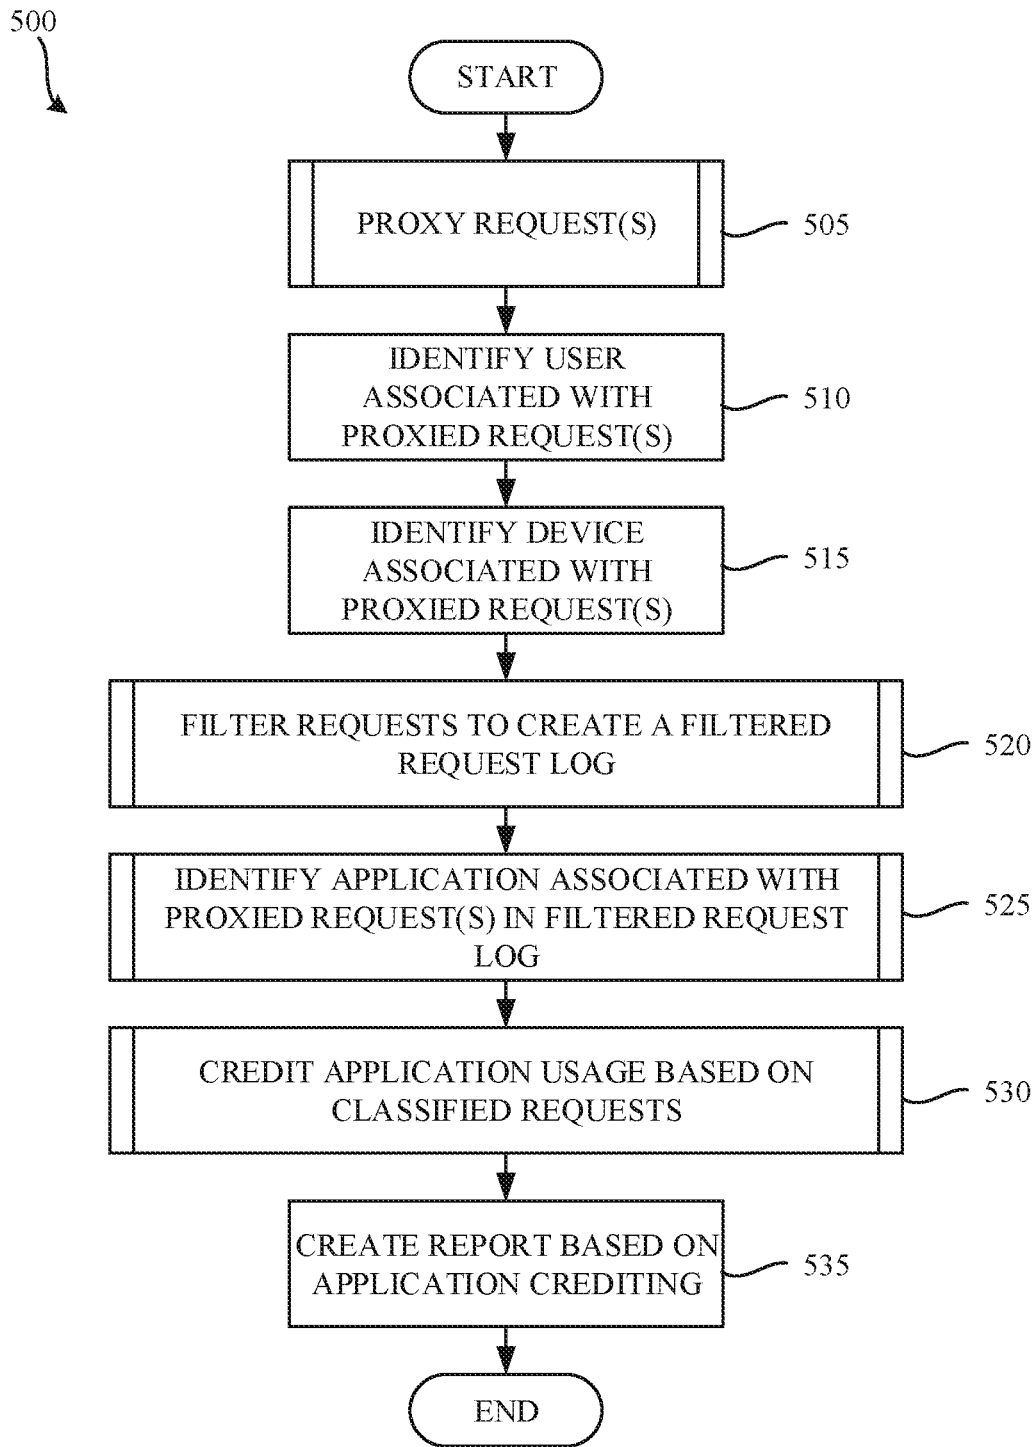 500
START
PROXY REQUEST(S)
505
IDENTIFY USER
ASSOCIATED WITH
PROXIED REQUEST(S)
510
IDENTIFY DEVICE
ASSOCIATED WITH
PROXIED REQUEST(S)
515
FILTER REQUESTS TO CREATE A FILTERED
REQUEST LOG
520
IDENTIFY APPLICATION ASSOCIATED WITH
PROXIED REQUEST(S) IN FILTERED REQUEST
LOG
525
CREDIT APPLICATION USAGE BASED ON
CLASSIFIED REQUESTS
530
CREATE REPORT BASED ON
APPLICATION CREDITING
535
END